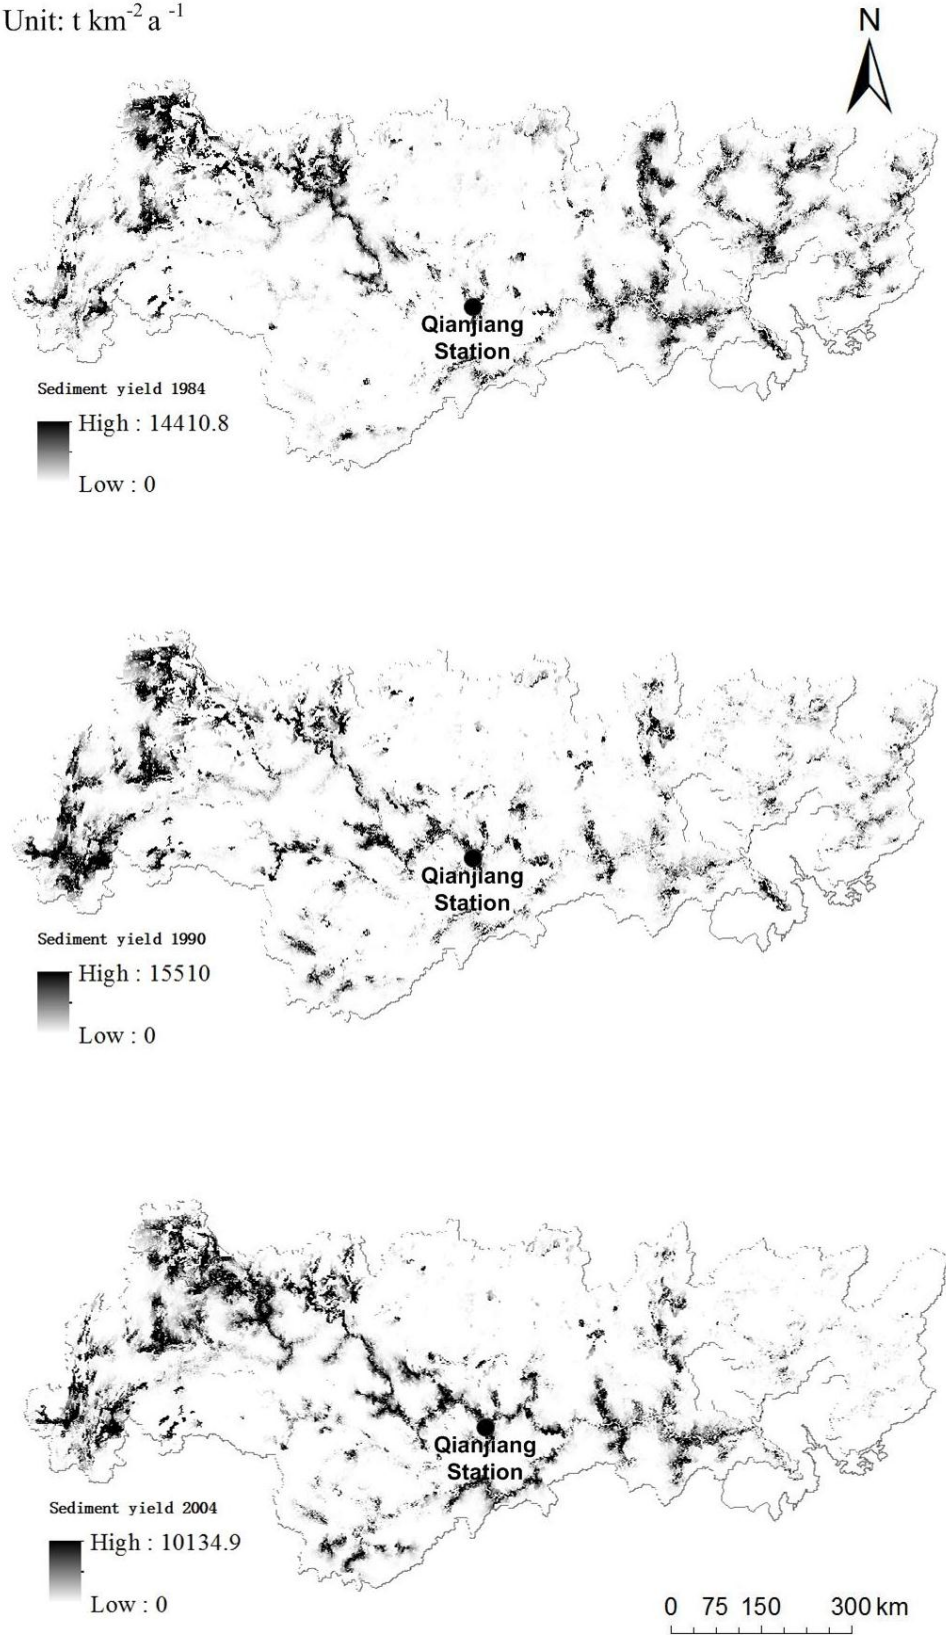 Unit: t km-2 a -1
N
Qianjiang
Station
Sediment yield 1984
High : 14410.8
Low : 0
Qianjiang
Station
Sediment yield 1990
High : 15510
Low : 0
Qianjiang
Station
Sediment yield 2004
High : 10134.9
Low : 0
0 75 150 300 km